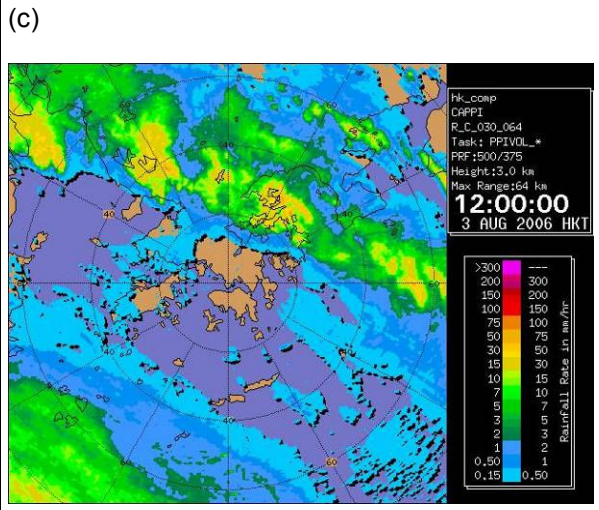 (c)
hk_comp
CAPPI
R_C_030_064
Task: PPIVOL_*
PRF:500/375
Height:3.0 km
Max Range:64 km
12:00:00
3 AUG 2006 HKT
>300 ---
200 300
150 200
100 150
75 100
50 75
30 50
15 30
10 15
7 10
5 7
3 5
2 3
1 2
0.50 1
0.15 0.50
Rainfall Rate in mm/hr
40
40
40
40
60
60
60